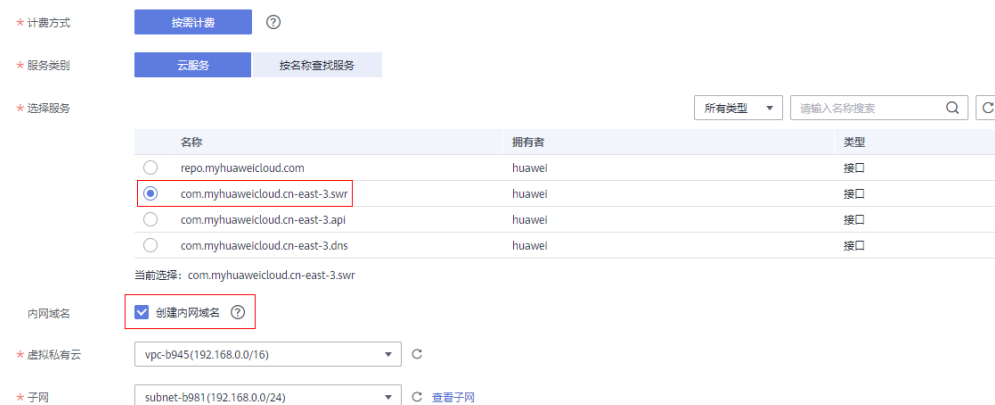 * 计费方式 按需计费 ?
* 服务类别 云服务 按名称查找服务
* 选择服务 所有类型 请输入名称搜索
名称 拥有者 类型
repo.myhuaweicloud.com huawei 接口
com.myhuaweicloud.cn-east-3.swr huawei 接口
com.myhuaweicloud.cn-east-3.api huawei 接口
com.myhuaweicloud.cn-east-3.dns huawei 接口
当前选择：com.myhuaweicloud.cn-east-3.swr
内网域名 创建内网域名 ?
* 虚拟私有云 vpc-b945(192.168.0.0/16)
* 子网 subnet-b981(192.168.0.0/24) 查看子网